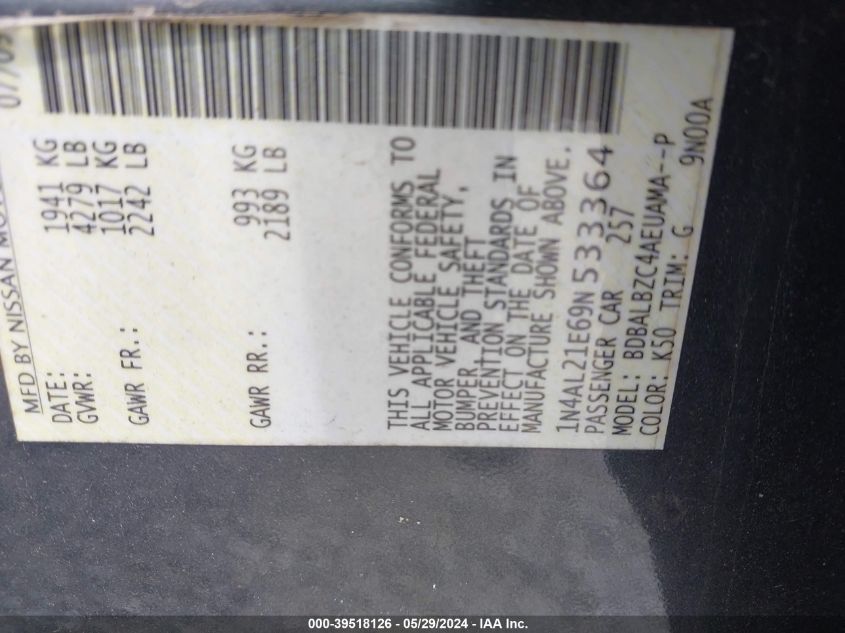 07/09
MFD BY NISSAN
DATE:
GVWR: 1941 KG
4279 LB
GAWR FR.: 1017 KG
2242 LB
GAWR RR.: 993 KG
2189 LB
THIS VEHICLE CONFORMS TO
ALL APPLICABLE FEDERAL
MOTOR VEHICLE SAFETY,
BUMPER, AND THEFT
PREVENTION STANDARDS IN
EFFECT ON THE DATE OF
MANUFACTURE SHOWN ABOVE.
1N4AL21E69N533364
PASSENGER CAR 257
MODEL: BDBALBZC4AEUAMA--P
COLOR: K50 TRIM: G 9N00A
000-39518126 - 05/29/2024 - IAA Inc.